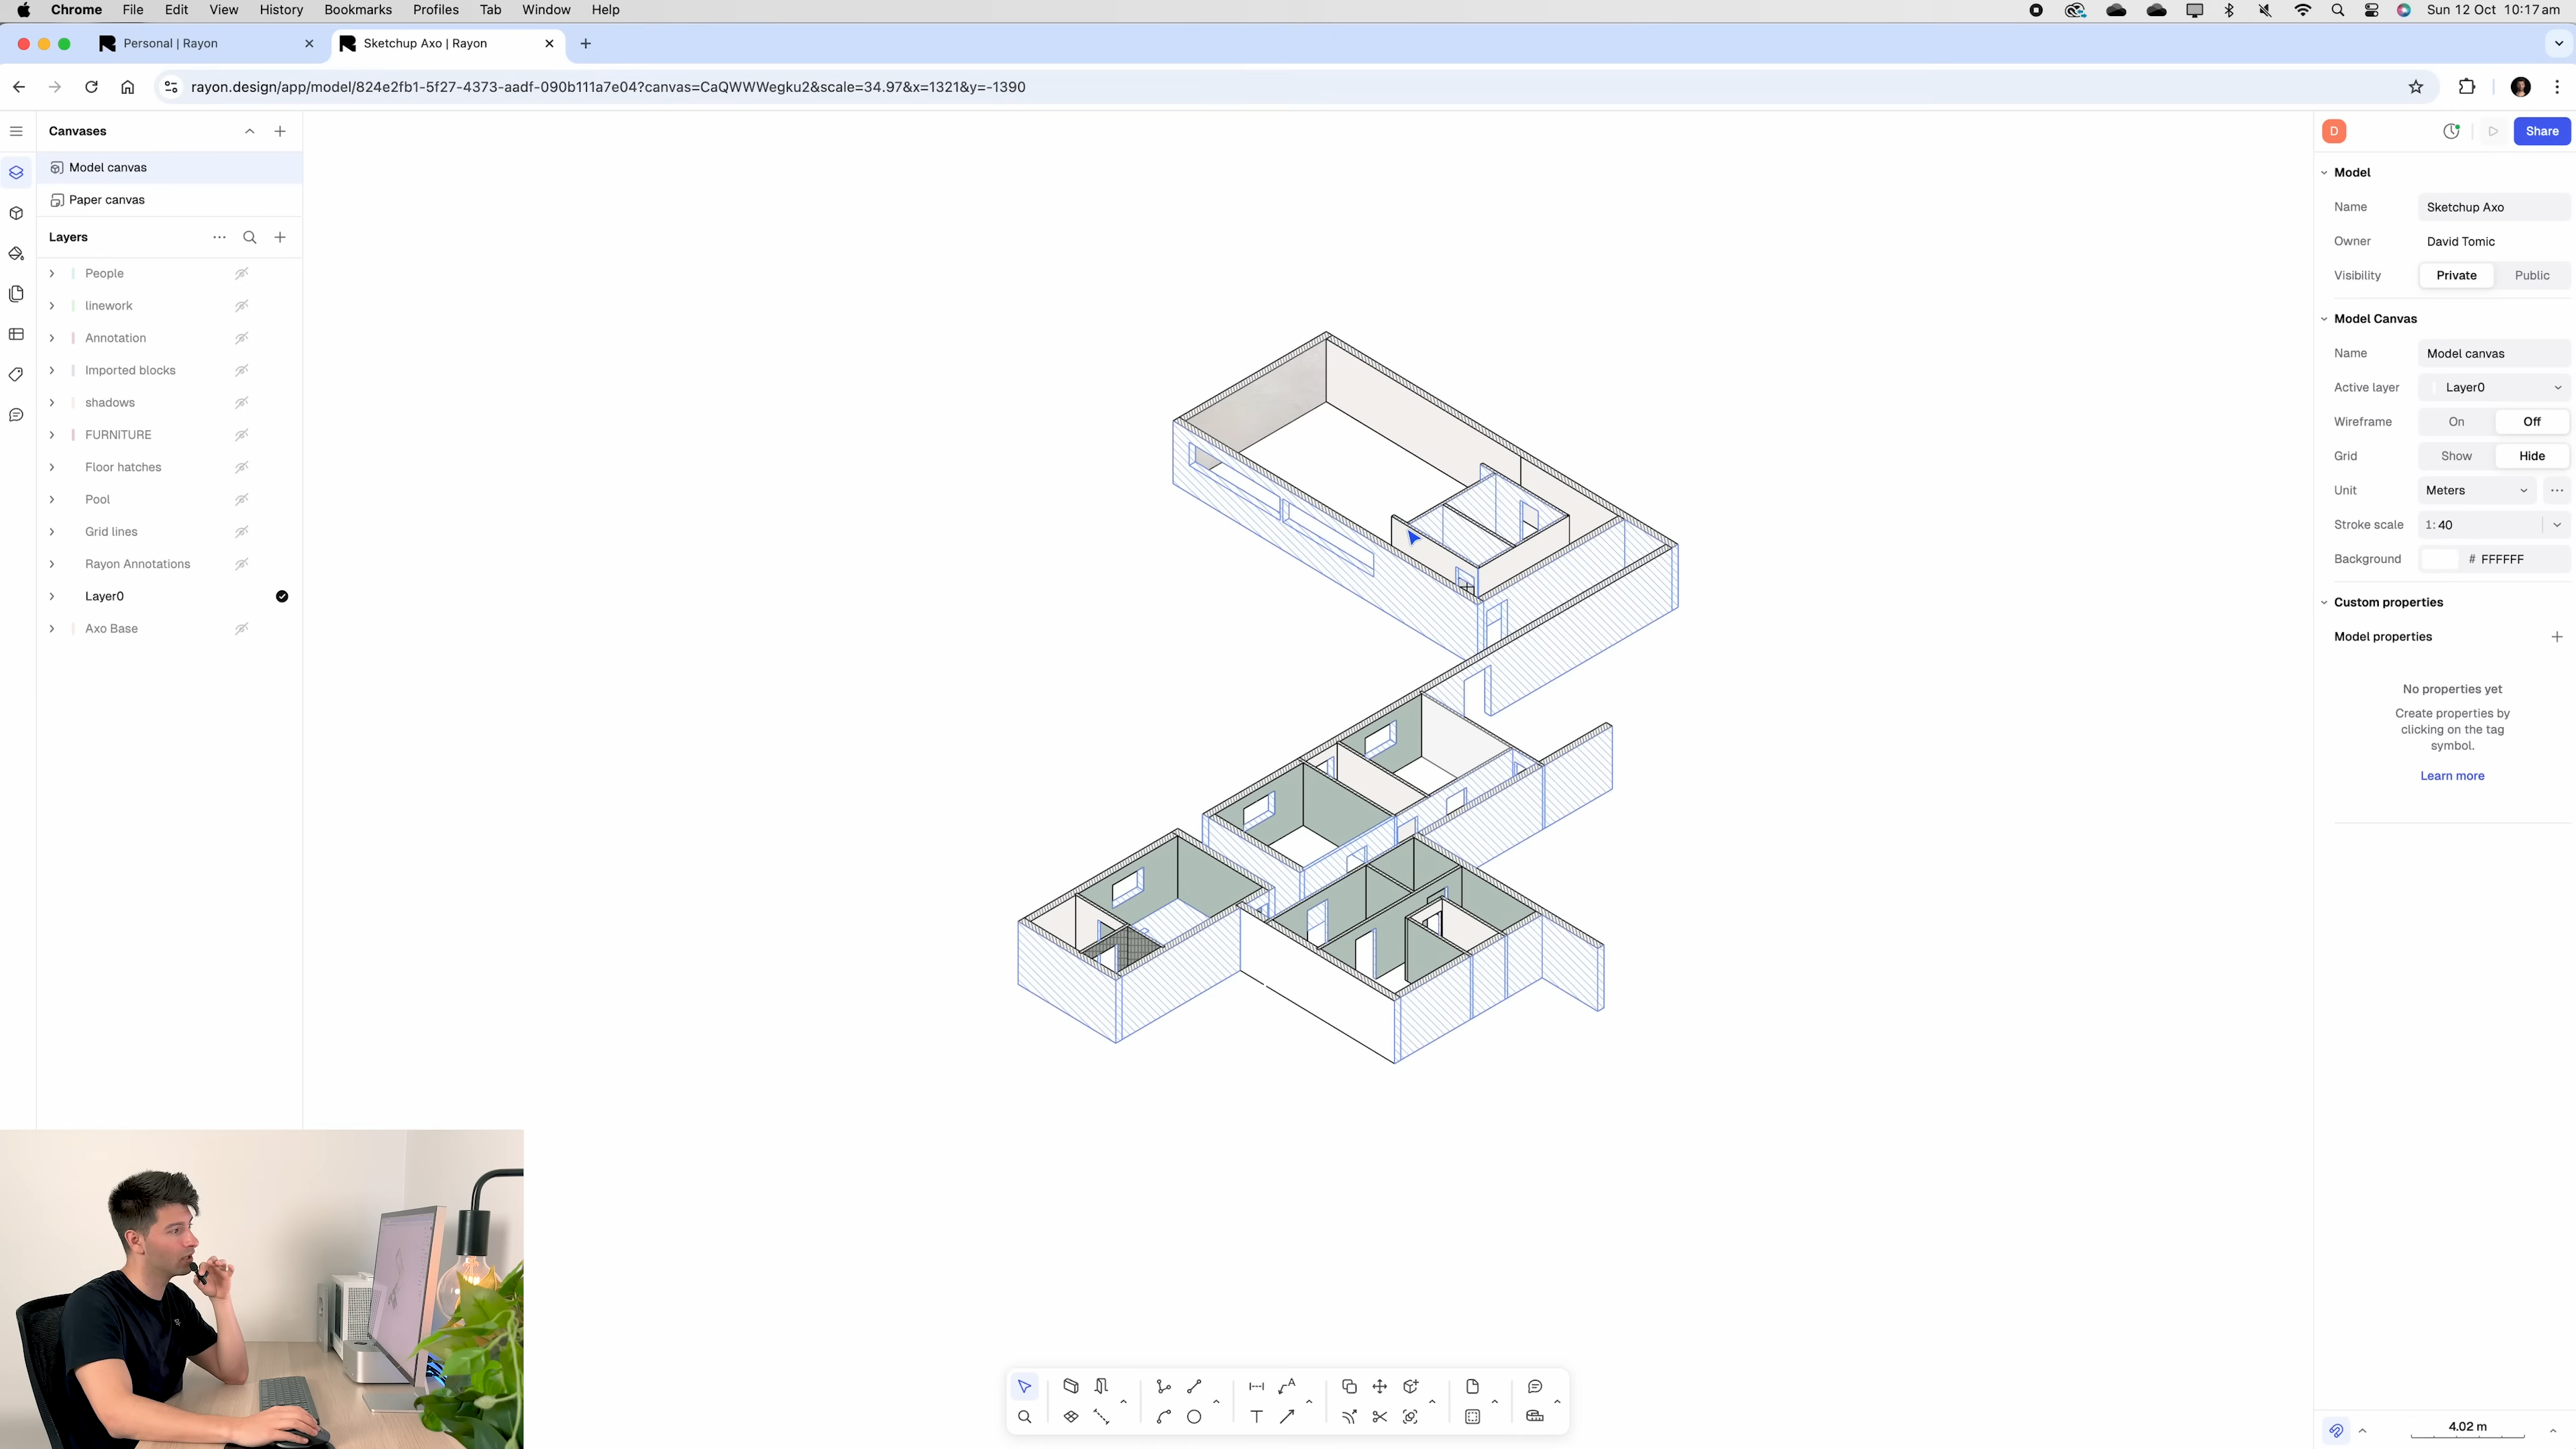 Chrome File Edit View History Bookmarks Profiles Tab Window Help
Sun 12 Oct 10:17 am
Personal | Rayon
Sketchup Axo | Rayon
rayon.design/app/model/824e2fb1-5f27-4373-aadf-090b111a7e04?canvas=CaQWWWegku2&scale=34.97&x=1321&y=-1390
Canvases
Model canvas
Paper canvas
Layers
People
linework
Annotation
Imported blocks
shadows
FURNITURE
Floor hatches
Pool
Grid lines
Rayon Annotations
Layer0
Axo Base
D
Share
Model
Name Sketchup Axo
Owner David Tomic
Visibility Private Public
Model Canvas
Name Model canvas
Active layer Layer0
Wireframe On Off
Grid Show Hide
Unit Meters
Stroke scale 1: 40
Background # FFFFFF
Custom properties
Model properties
No properties yet
Create properties by
clicking on the tag
symbol.
Learn more
4.02 m